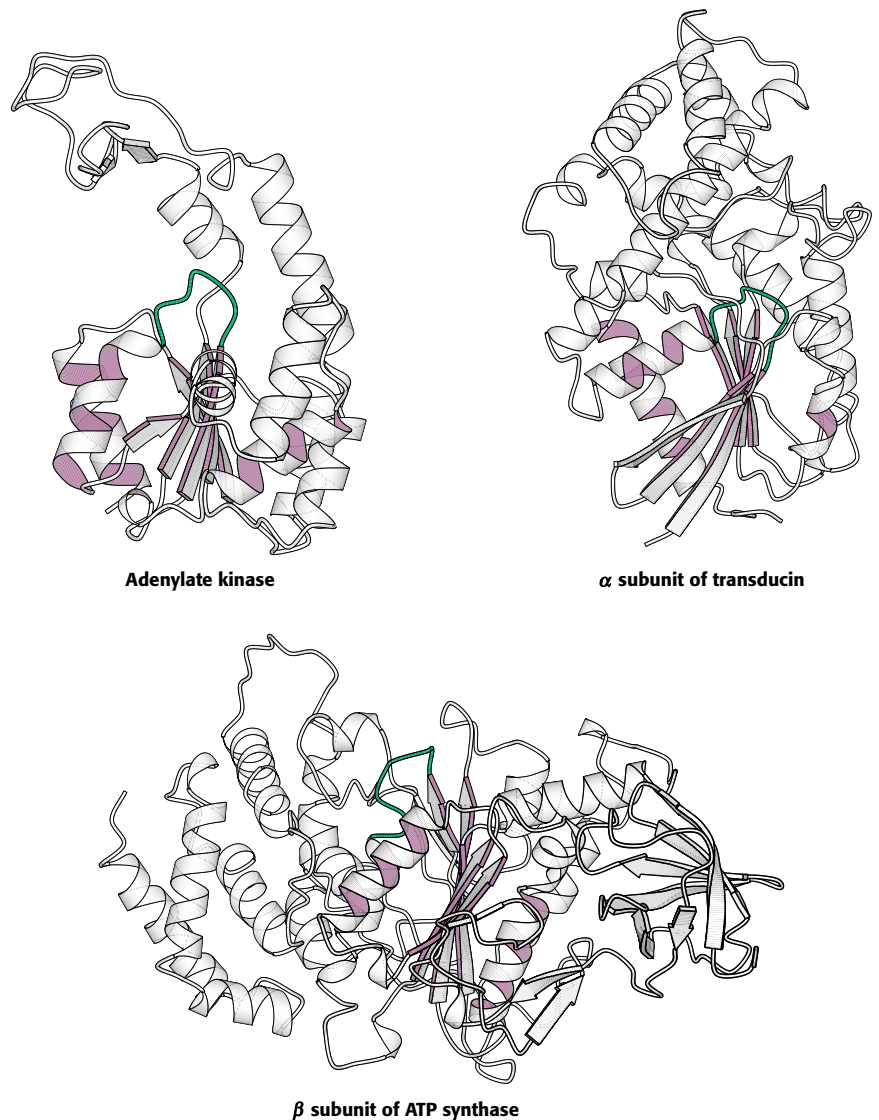 Adenylate kinase
α subunit of transducin
β subunit of ATP synthase